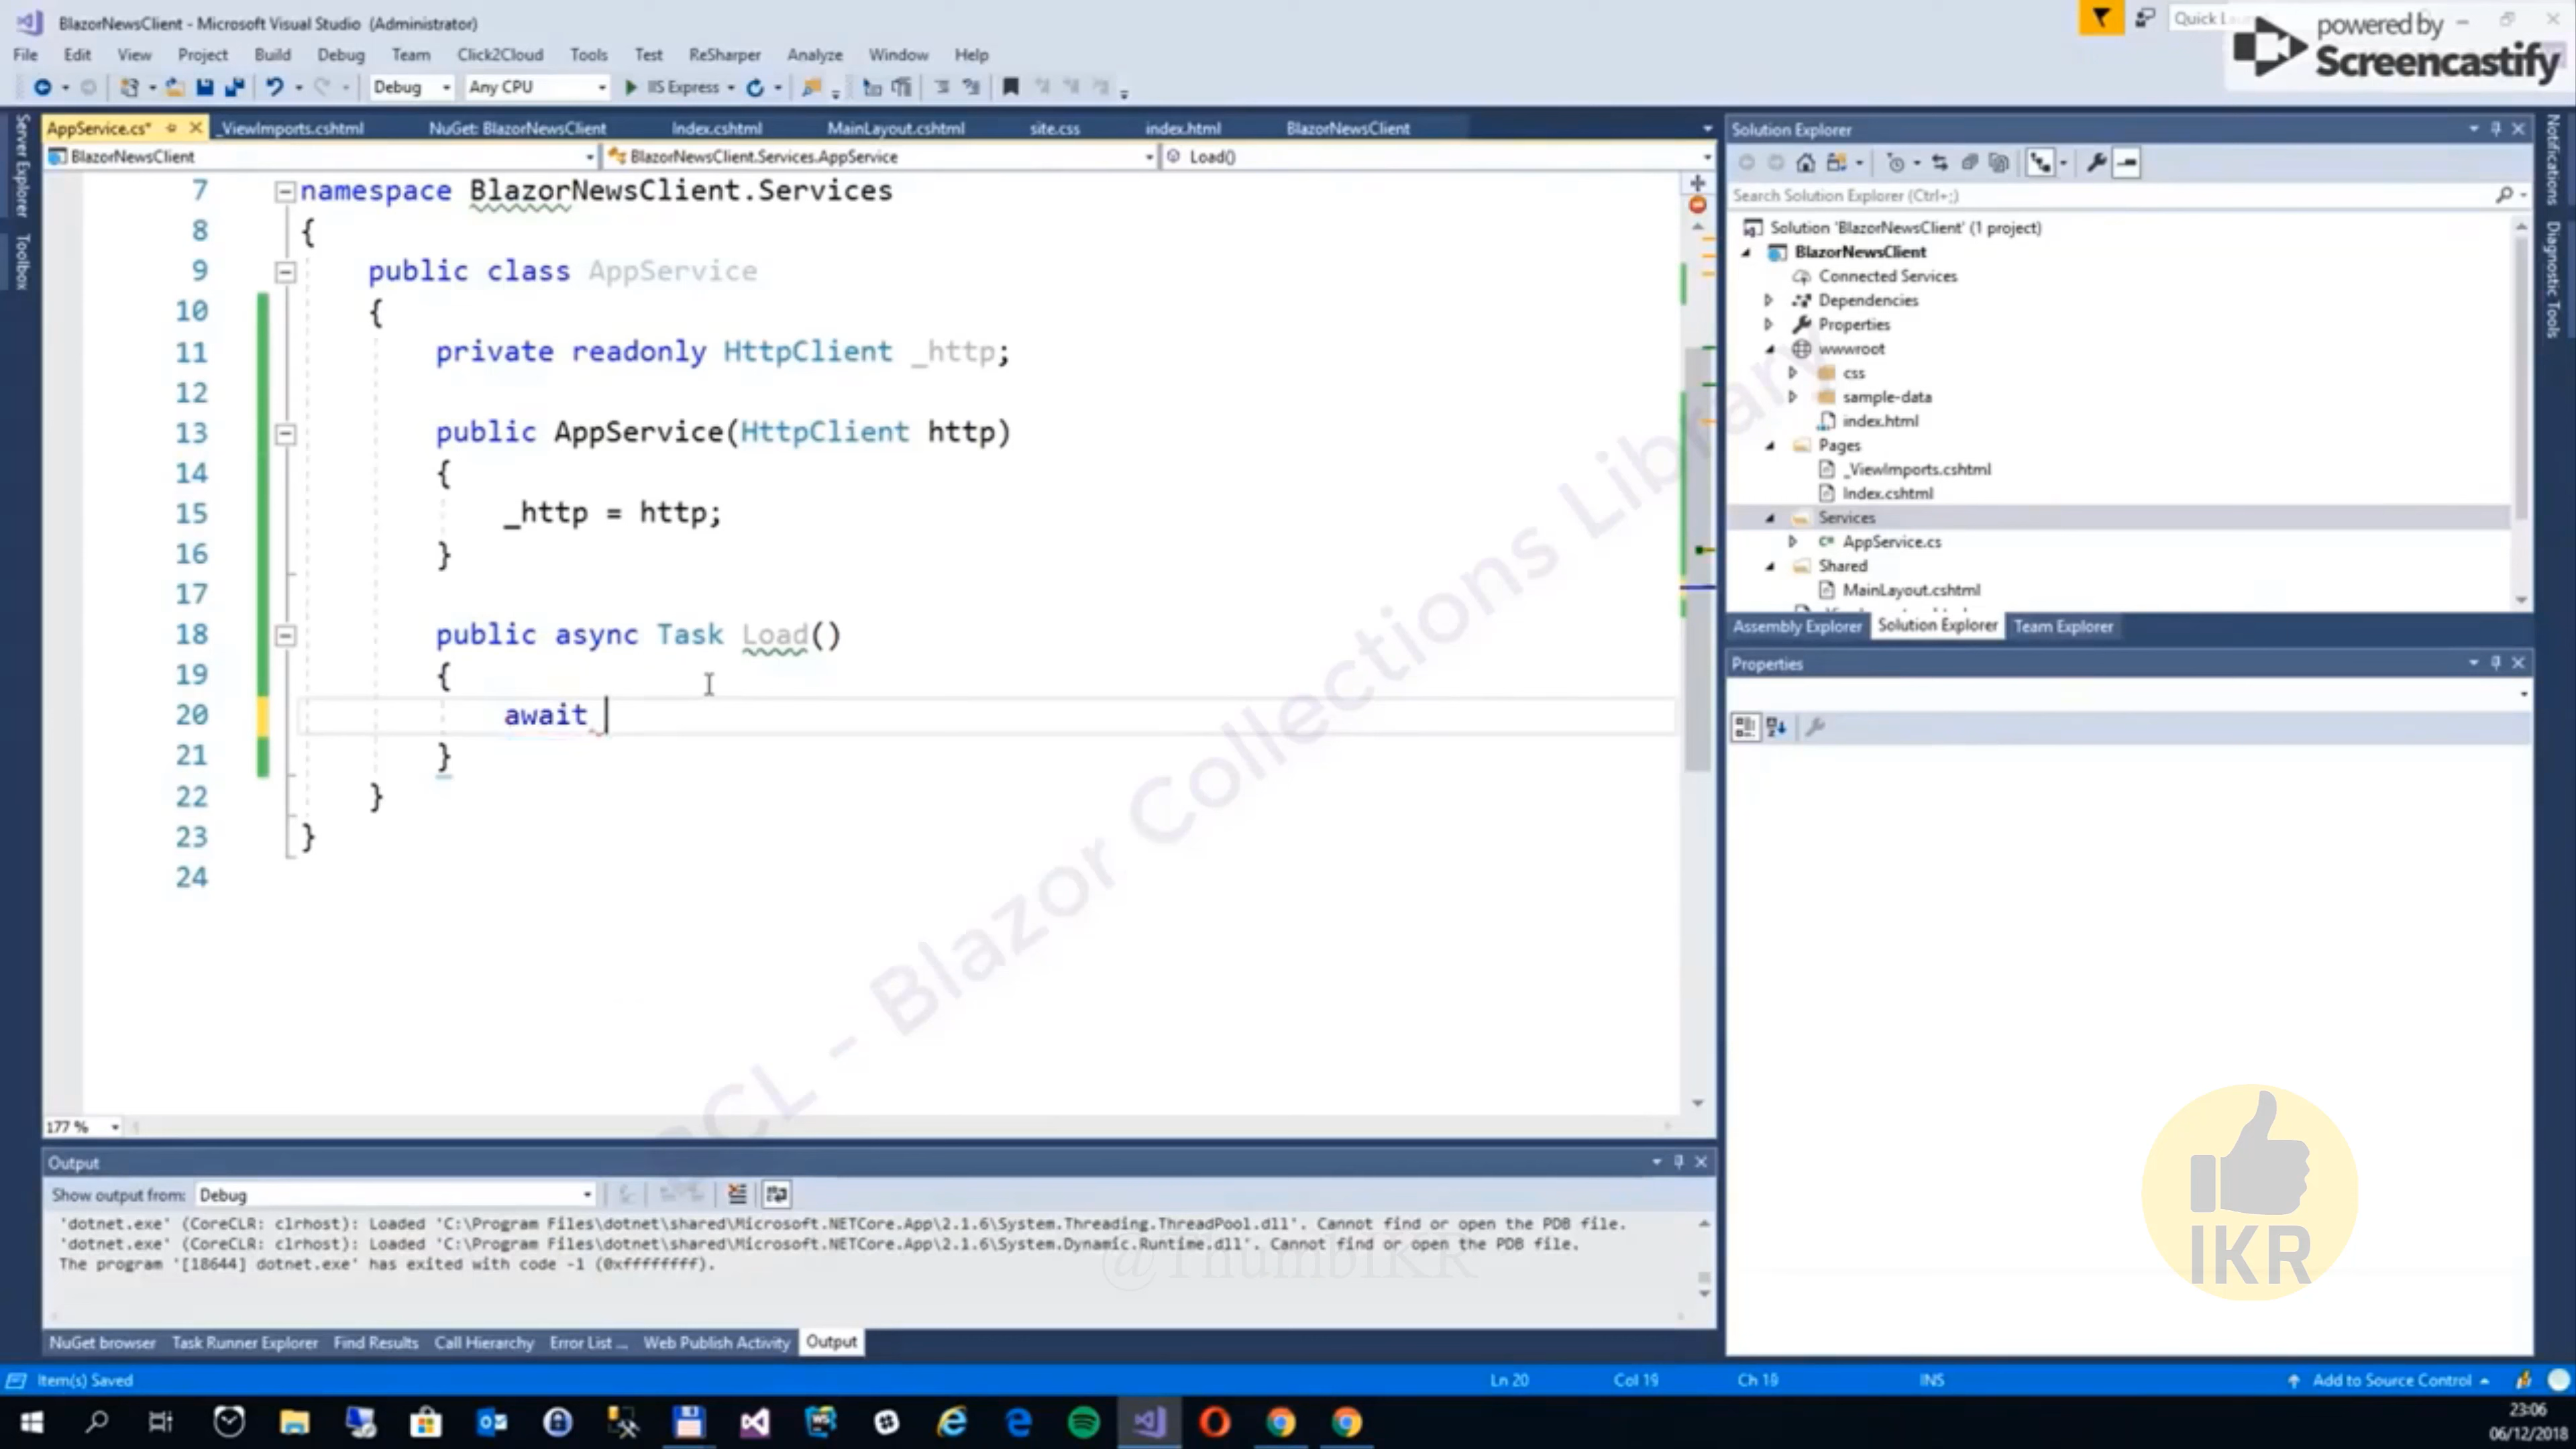 BlazorNewsClient - Microsoft Visual Studio (Administrator)
powered by
Screencastify
File Edit View Project Build Debug Team Click2Cloud Tools Test ReSharper Analyze Window Help
Debug Any CPU IIS Express
AppService.cs* _ViewImports.cshtml NuGet: BlazorNewsClient Index.cshtml MainLayout.cshtml site.css index.html BlazorNewsClient
BlazorNewsClient BlazorNewsClient.Services.AppService Load()
Server Explorer
Toolbox
7 namespace BlazorNewsClient.Services
8 {
9 public class AppService
10 {
11 private readonly HttpClient _http;
12
13 public AppService(HttpClient http)
14 {
15 _http = http;
16 }
17
18 public async Task Load()
19 {
20 await
21 }
22 }
23 }
24
177 %
BCL - Blazor Collections Library
Solution Explorer
Search Solution Explorer (Ctrl+;)
Solution 'BlazorNewsClient' (1 project)
BlazorNewsClient
Connected Services
Dependencies
Properties
wwwroot
css
sample-data
index.html
Pages
_ViewImports.cshtml
Index.cshtml
Services
C# AppService.cs
Shared
MainLayout.cshtml
Assembly Explorer Solution Explorer Team Explorer
Properties
Notifications
Diagnostic Tools
IKR
Output
Show output from: Debug
'dotnet.exe' (CoreCLR: clrhost): Loaded 'C:\Program Files\dotnet\shared\Microsoft.NETCore.App\2.1.6\System.Threading.ThreadPool.dll'. Cannot find or open the PDB file.
'dotnet.exe' (CoreCLR: clrhost): Loaded 'C:\Program Files\dotnet\shared\Microsoft.NETCore.App\2.1.6\System.Dynamic.Runtime.dll'. Cannot find or open the PDB file.
The program '[18644] dotnet.exe' has exited with code -1 (0xffffffff).
@ThumbIKR
NuGet browser Task Runner Explorer Find Results Call Hierarchy Error List ... Web Publish Activity Output
Item(s) Saved Ln 20 Col 19 Ch 19 INS Add to Source Control
23:06
06/12/2018